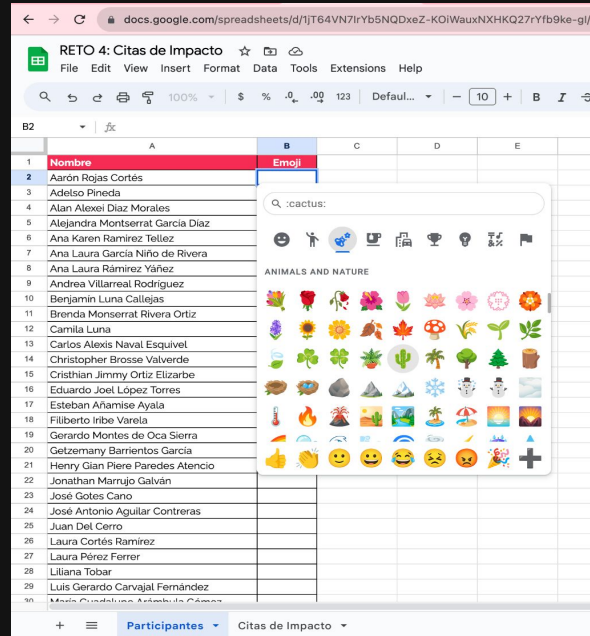 docs.google.com/spreadsheets/d/1jT64VN7IrYb5NQDxeZ-KOiWauxNXHKQ27rYfb9ke-gl/
RETO 4: Citas de Impacto
File Edit View Insert Format Data Tools Extensions Help
100% $ % .0 .00 123 Defaul... 10 B I
B2 fx
A B C D E
1 Nombre Emoji
2 Aarón Rojas Cortés
3 Adelso Pineda
:cactus:
4 Alan Alexei Diaz Morales
5 Alejandra Montserrat García Díaz
6 Ana Karen Ramirez Tellez
7 Ana Laura García Niño de Rivera
8 Ana Laura Rámirez Yáñez
ANIMALS AND NATURE
9 Andrea Villarreal Rodríguez
10 Benjamín Luna Callejas
11 Brenda Monserrat Rivera Ortiz
12 Camila Luna
13 Carlos Alexis Naval Esquivel
14 Christopher Brosse Valverde
15 Cristhian Jimmy Ortiz Elizarbe
16 Eduardo Joel López Torres
17 Esteban Añamise Ayala
18 Filiberto Iribe Varela
19 Gerardo Montes de Oca Sierra
20 Getzemany Barrientos García
21 Henry Gian Piere Paredes Atencio
22 Jonathan Marrujo Galván
23 José Gotes Cano
24 José Antonio Aguilar Contreras
25 Juan Del Cerro
26 Laura Cortés Ramírez
27 Laura Pérez Ferrer
28 Liliana Tobar
29 Luis Gerardo Carvajal Fernández
30 María Guadalupe Arámbula Gómez
Participantes Citas de Impacto